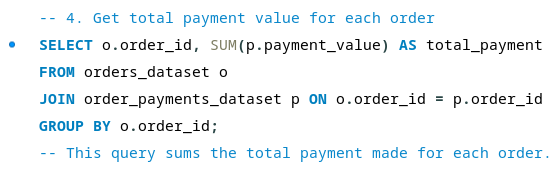 -- 4. Get total payment value for each order
SELECT o.order_id, SUM(p.payment_value) AS total_payment
FROM orders_dataset o
JOIN order_payments_dataset p ON o.order_id = p.order_id
GROUP BY o.order_id;
-- This query sums the total payment made for each order.